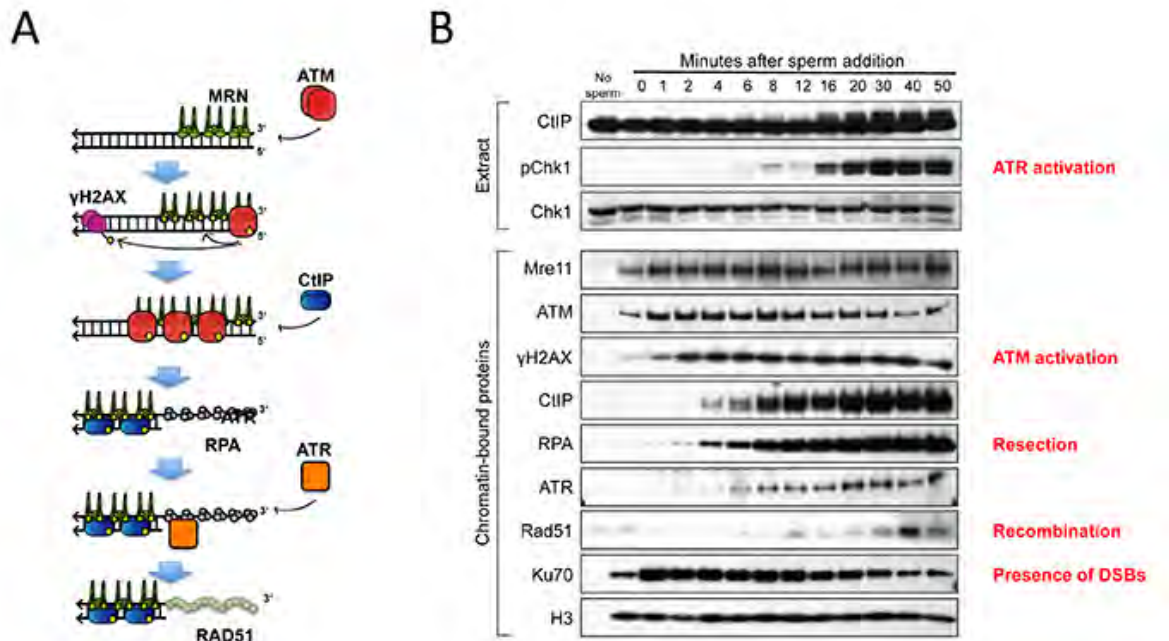 A
ATM
MRN
3'
5'
γH2AX
3'
5'
CtIP
3'
5'
3'
ATR
RPA
ATR
3'
3'
RAD51
B
Minutes after sperm addition
No sperm 0 1 2 4 6 8 12 16 20 30 40 50
Extract
CtIP
pChk1 ATR activation
Chk1
Chromatin-bound proteins
Mre11
ATM
γH2AX ATM activation
CtIP
RPA Resection
ATR
Rad51 Recombination
Ku70 Presence of DSBs
H3